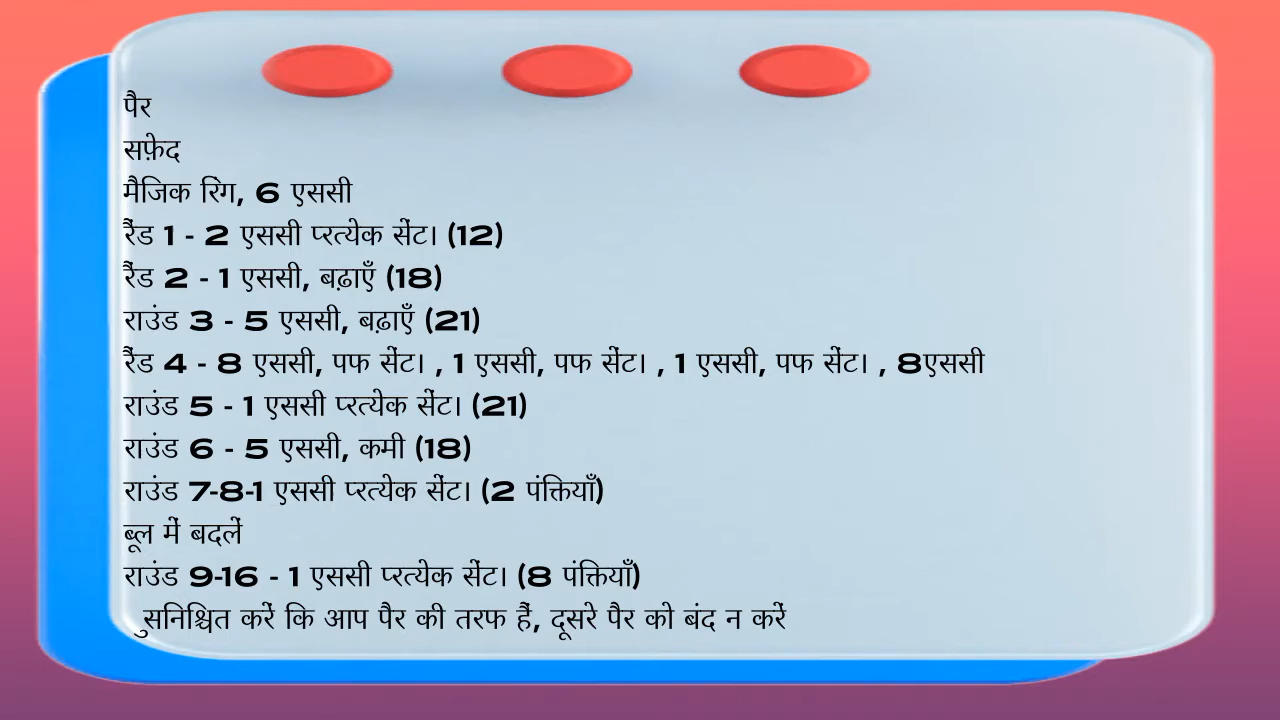 पैर
सफ़ेद
मैजिक रिंग, 6 एससी
रैंड 1 - 2 एससी प्रत्येक सेंट। (12)
रैंड 2 - 1 एससी, बढ़ाएँ (18)
राउंड 3 - 5 एससी, बढ़ाएँ (21)
रैंड 4 - 8 एससी, पफ सेंट। , 1 एससी, पफ सेंट। , 1 एससी, पफ सेंट। , 8एससी
राउंड 5 - 1 एससी प्रत्येक सेंट। (21)
राउंड 6 - 5 एससी, कमी (18)
राउंड 7-8-1 एससी प्रत्येक सेंट। (2 पंक्तियाँ)
ब्लू में बदलें
राउंड 9-16 - 1 एससी प्रत्येक सेंट। (8 पंक्तियाँ)
ुसनिश्चित करें कि आप पैर की तरफ हैं, दूसरे पैर को बंद न करें